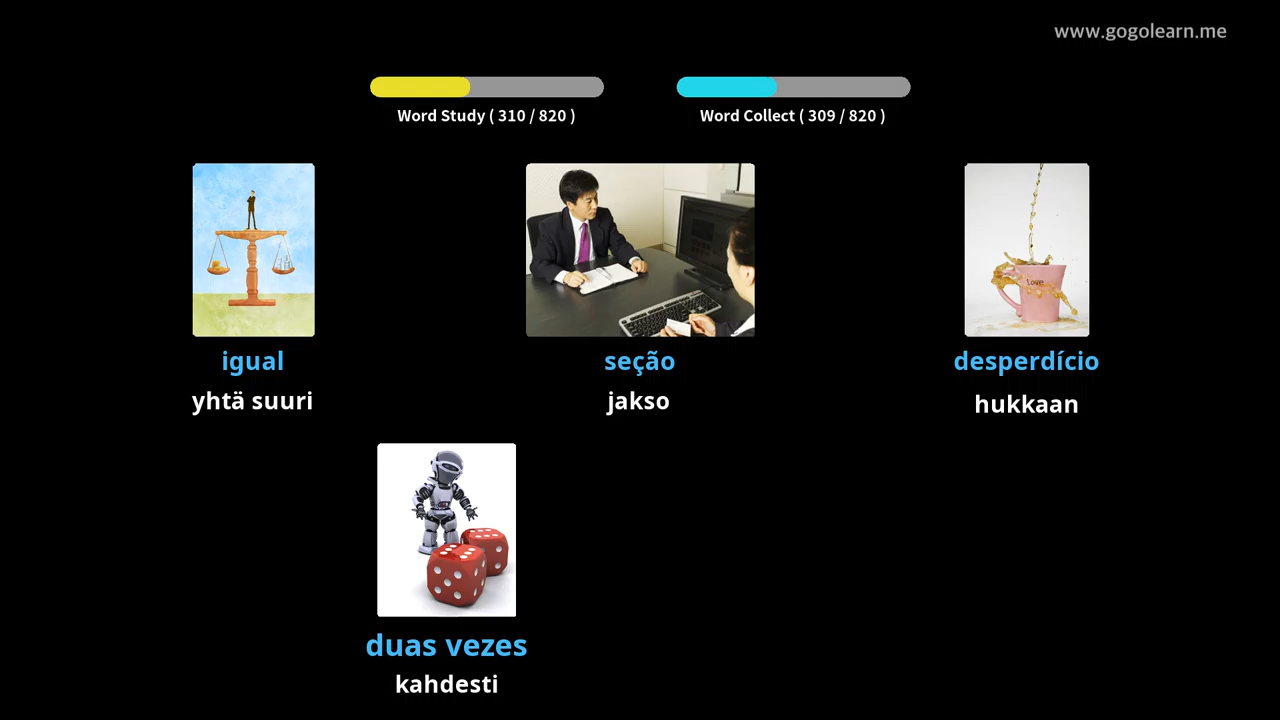 www.gogolearn.me
Word Study ( 310 / 820 )
Word Collect ( 309 / 820 )
love
igual
seção
desperdício
yhtä suuri
jakso
hukkaan
duas vezes
kahdesti